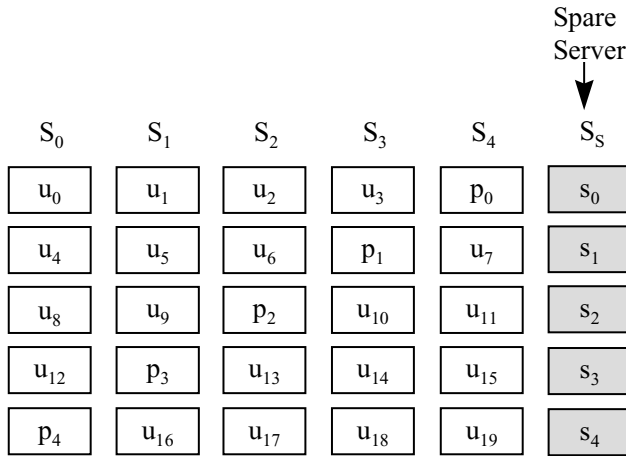 Spare
Server
S₀ S₁ S₂ S₃ S₄ Sₛ
u₀ u₁ u₂ u₃ p₀ s₀
u₄ u₅ u₆ p₁ u₇ s₁
u₈ u₉ p₂ u₁₀ u₁₁ s₂
u₁₂ p₃ u₁₃ u₁₄ u₁₅ s₃
p₄ u₁₆ u₁₇ u₁₈ u₁₉ s₄